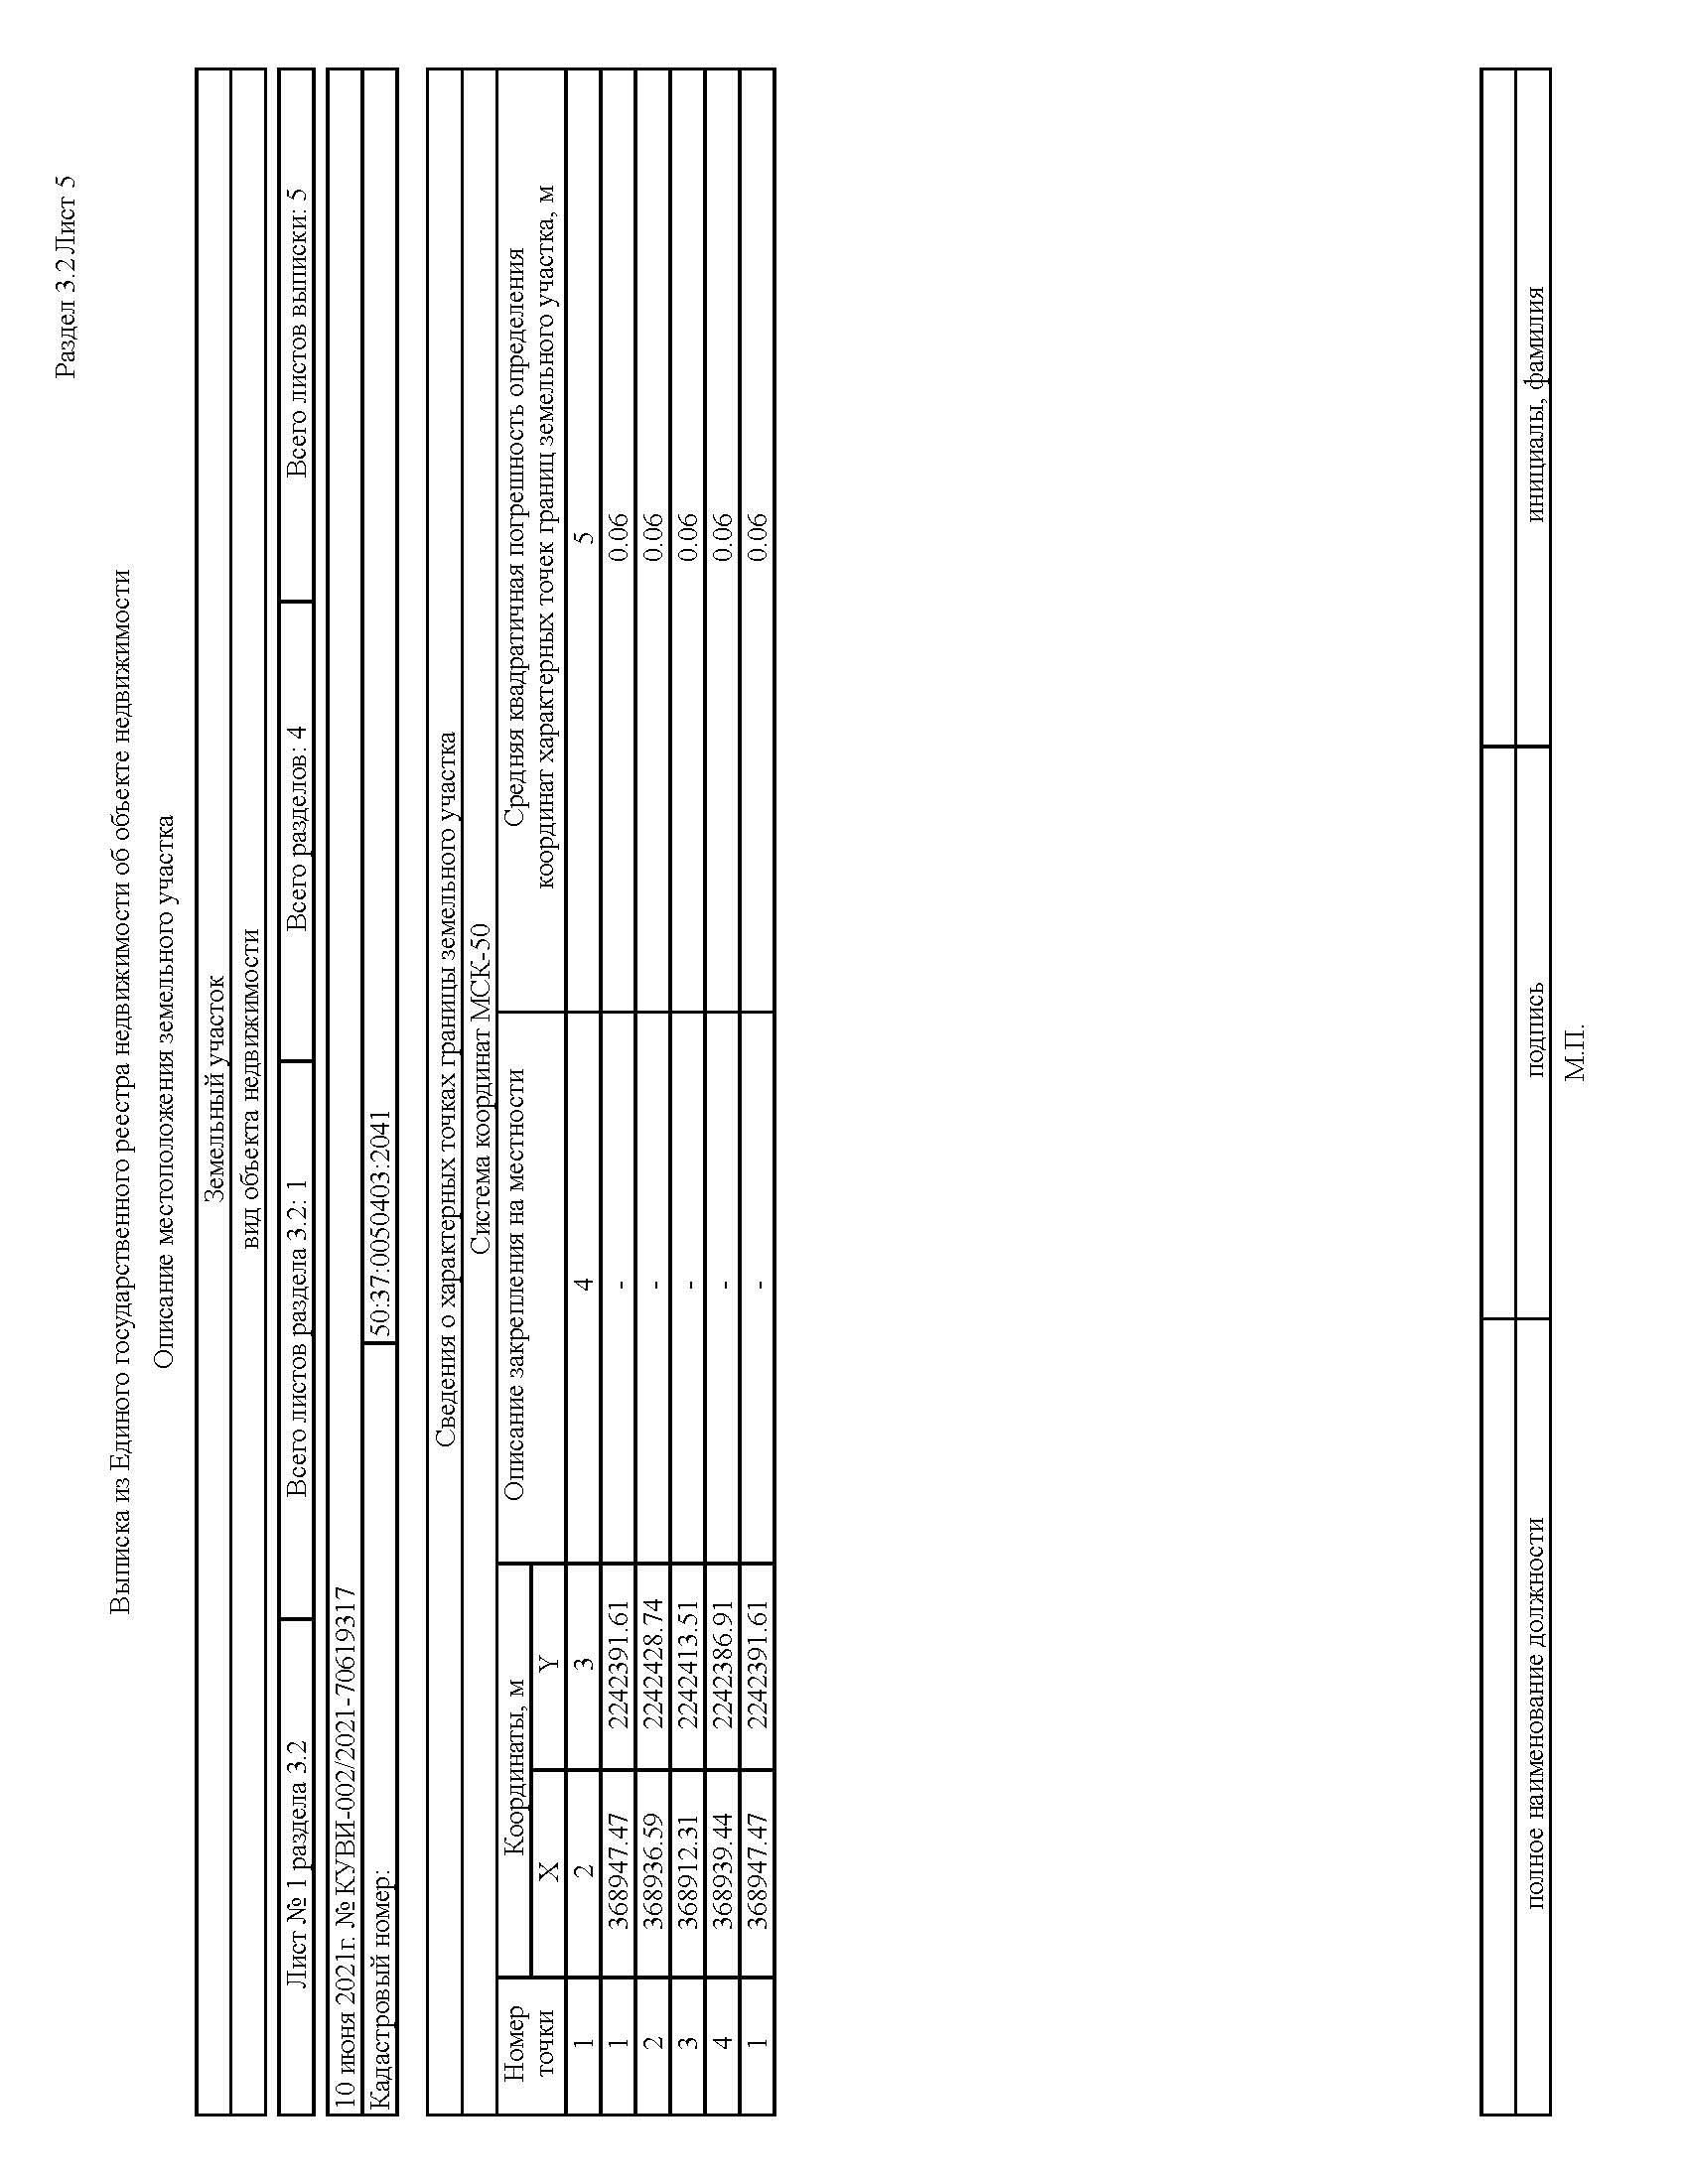 Раздел 3.2 Лист 5
Выписка из Единого государственного реестра недвижимости об объекте недвижимости
Описание местоположения земельного участка
Земельный участок
вид объекта недвижимости
Лист № 1 раздела 3.2 Всего листов раздела 3.2: 1 Всего разделов: 4 Всего листов выписки: 5
10 июня 2021г. № КУВИ-002/2021-70619317
Кадастровый номер: 50:37:0050403:2041
Сведения о характерных точках границы земельного участка
Система координат МСК-50
Номер точки Координаты, м Описание закрепления на местности Средняя квадратичная погрешность определения
координат характерных точек границ земельного участка, м
X Y
1 2 3 4 5
1 368947.47 2242391.61 - 0.06
2 368936.59 2242428.74 - 0.06
3 368912.31 2242413.51 - 0.06
4 368939.44 2242386.91 - 0.06
1 368947.47 2242391.61 - 0.06
полное наименование должности подпись инициалы, фамилия
М.П.